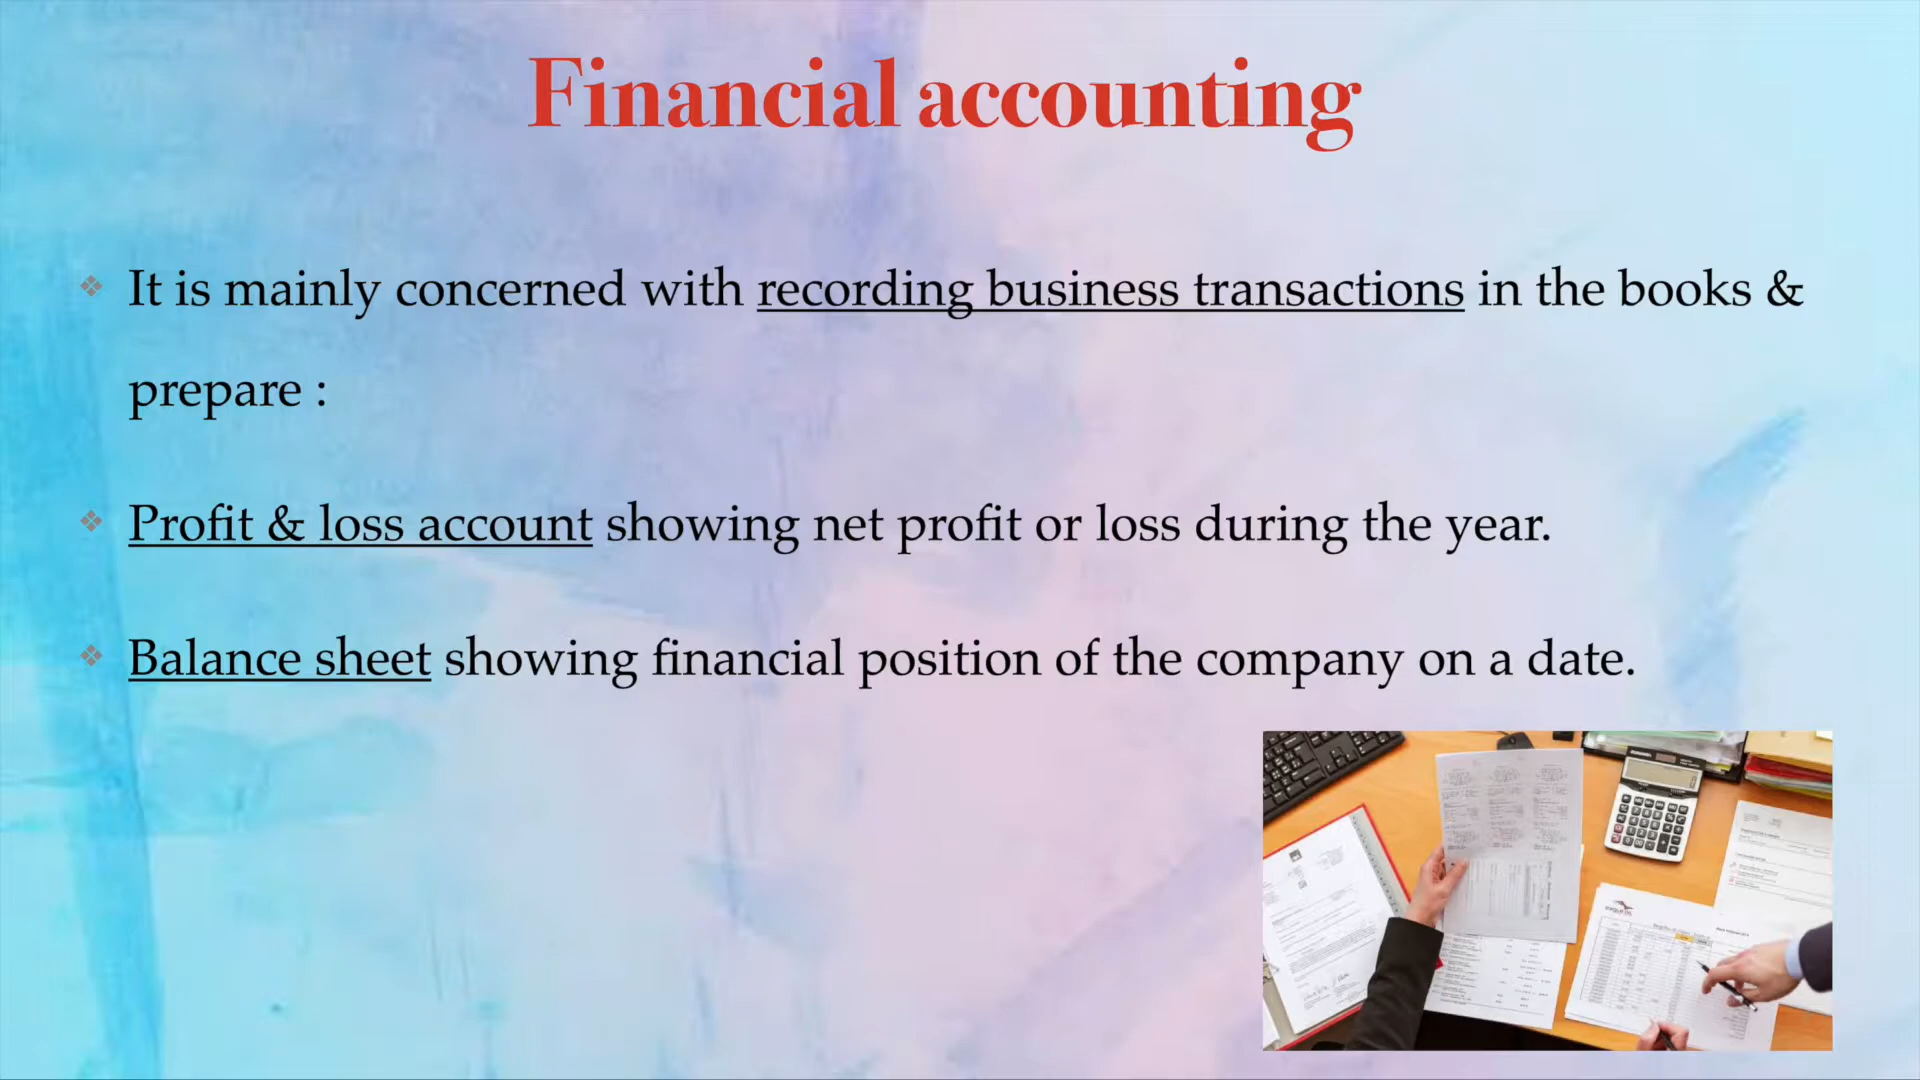 Financial accounting
❖ It is mainly concerned with recording business transactions in the books &
prepare :
❖ Profit & loss account showing net profit or loss during the year.
❖ Balance sheet showing financial position of the company on a date.